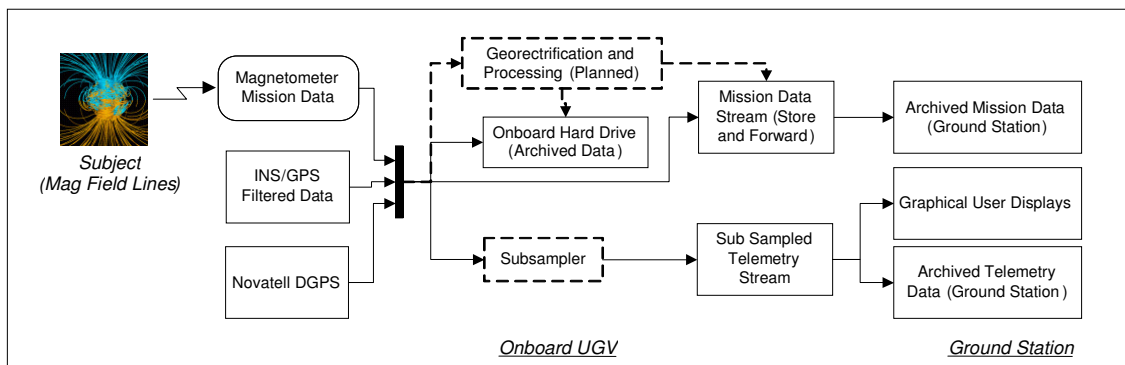 Subject
(Mag Field Lines)
Magnetometer
Mission Data
INS/GPS
Filtered Data
Novatell DGPS
Georectrification and
Processing (Planned)
Onboard Hard Drive
(Archived Data)
Subsampler
Mission Data
Stream (Store
and Forward)
Sub Sampled
Telemetry
Stream
Archived Mission Data
(Ground Station)
Graphical User Displays
Archived Telemetry
Data (Ground Station)
Onboard UGV
Ground Station